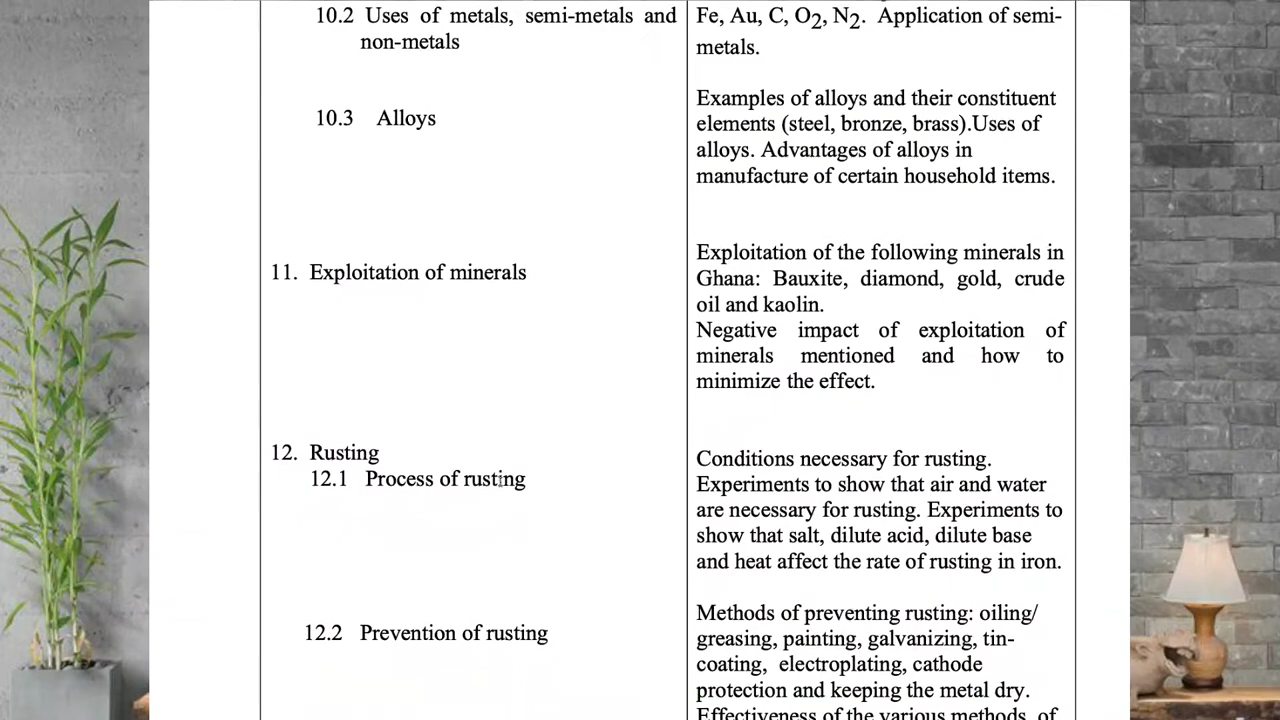 10.2 Uses of metals, semi-metals and
non-metals
Fe, Au, C, O2, N2. Application of semi-
metals.
10.3 Alloys
Examples of alloys and their constituent
elements (steel, bronze, brass).Uses of
alloys. Advantages of alloys in
manufacture of certain household items.
11. Exploitation of minerals
Exploitation of the following minerals in
Ghana: Bauxite, diamond, gold, crude
oil and kaolin.
Negative impact of exploitation of
minerals mentioned and how to
minimize the effect.
12. Rusting
12.1 Process of rusting
Conditions necessary for rusting.
Experiments to show that air and water
are necessary for rusting. Experiments to
show that salt, dilute acid, dilute base
and heat affect the rate of rusting in iron.
12.2 Prevention of rusting
Methods of preventing rusting: oiling/
greasing, painting, galvanizing, tin-
coating, electroplating, cathode
protection and keeping the metal dry.
Effectiveness of the various methods of